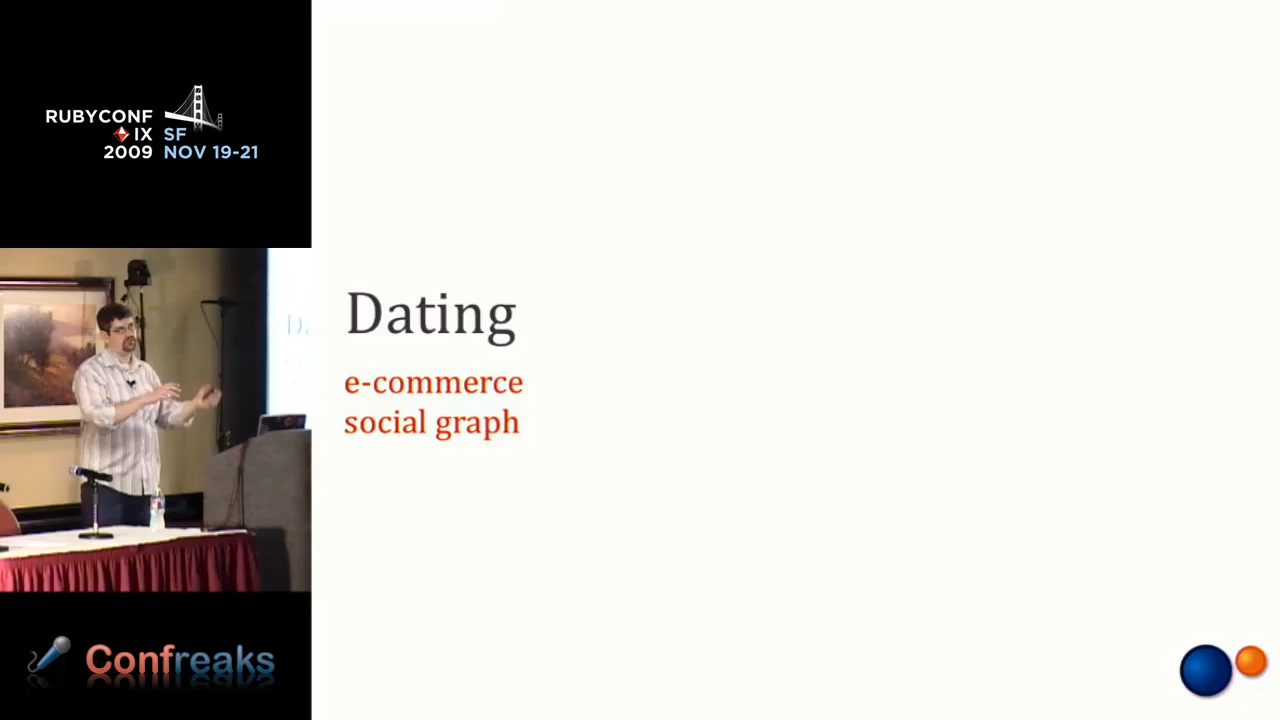 RUBYCONF
IX SF
2009 NOV 19-21
Dating
e-commerce
social graph
Confreaks